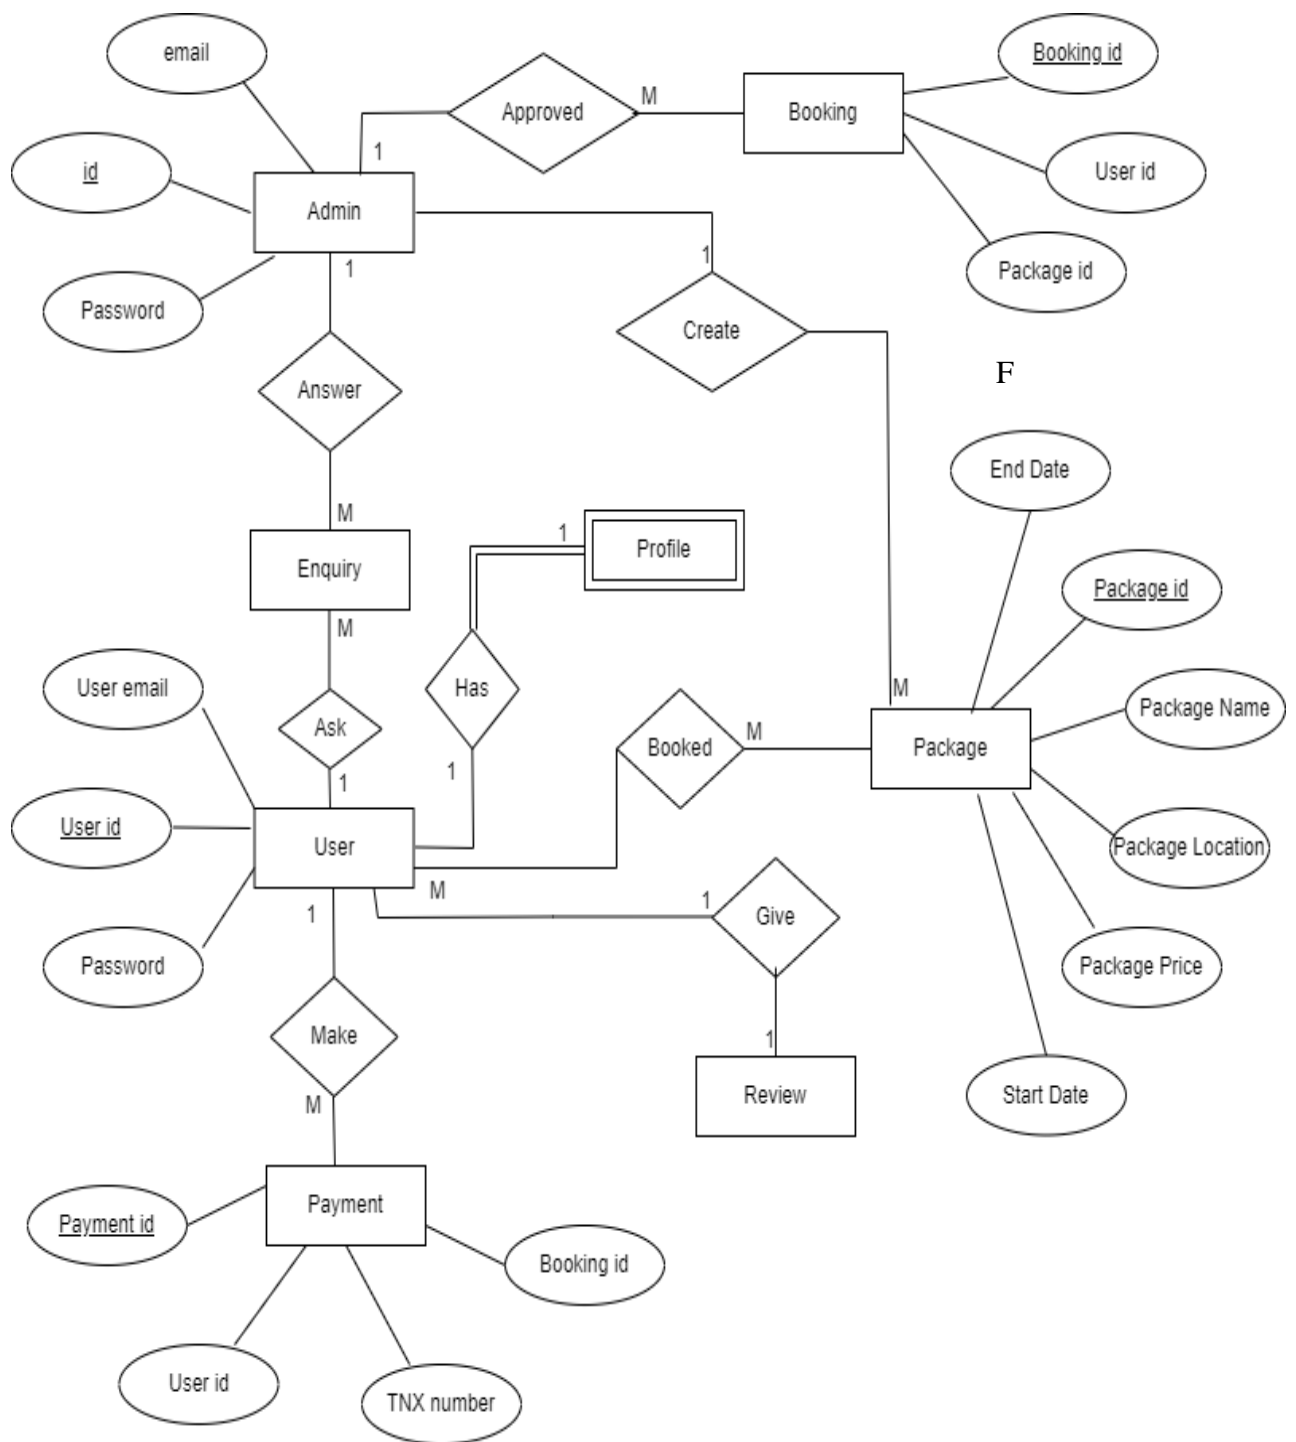 email
Booking id
Approved
M
Booking
1
id
User id
Admin
1
1
Package id
Password
Create
F
Answer
End Date
M
1
Profile
Enquiry
Package id
M
User email
Has
M
Package Name
Ask
Booked
M
Package
1
1
User id
User
Package Location
M
1
1
Give
Password
Package Price
Make
1
M
Review
Start Date
Payment
Payment id
Booking id
User id
TNX number